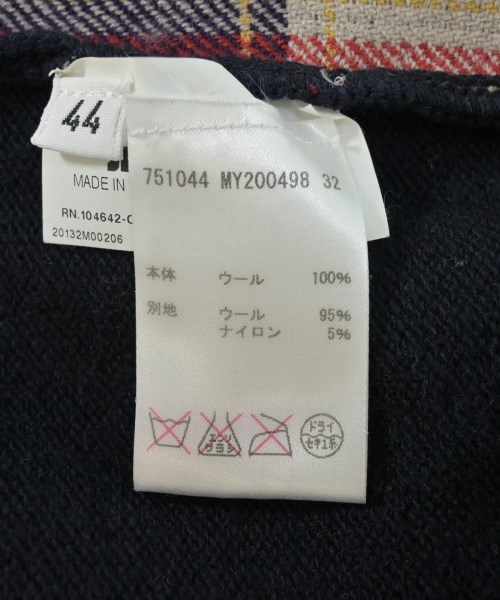 44
MADE IN
RN.104642-C
20132M00206
751044 MY200498 32
本体 ウール 100%
別地 ウール 95%
ナイロン 5%
エンソ
グラシ
ドライ
セキユ系